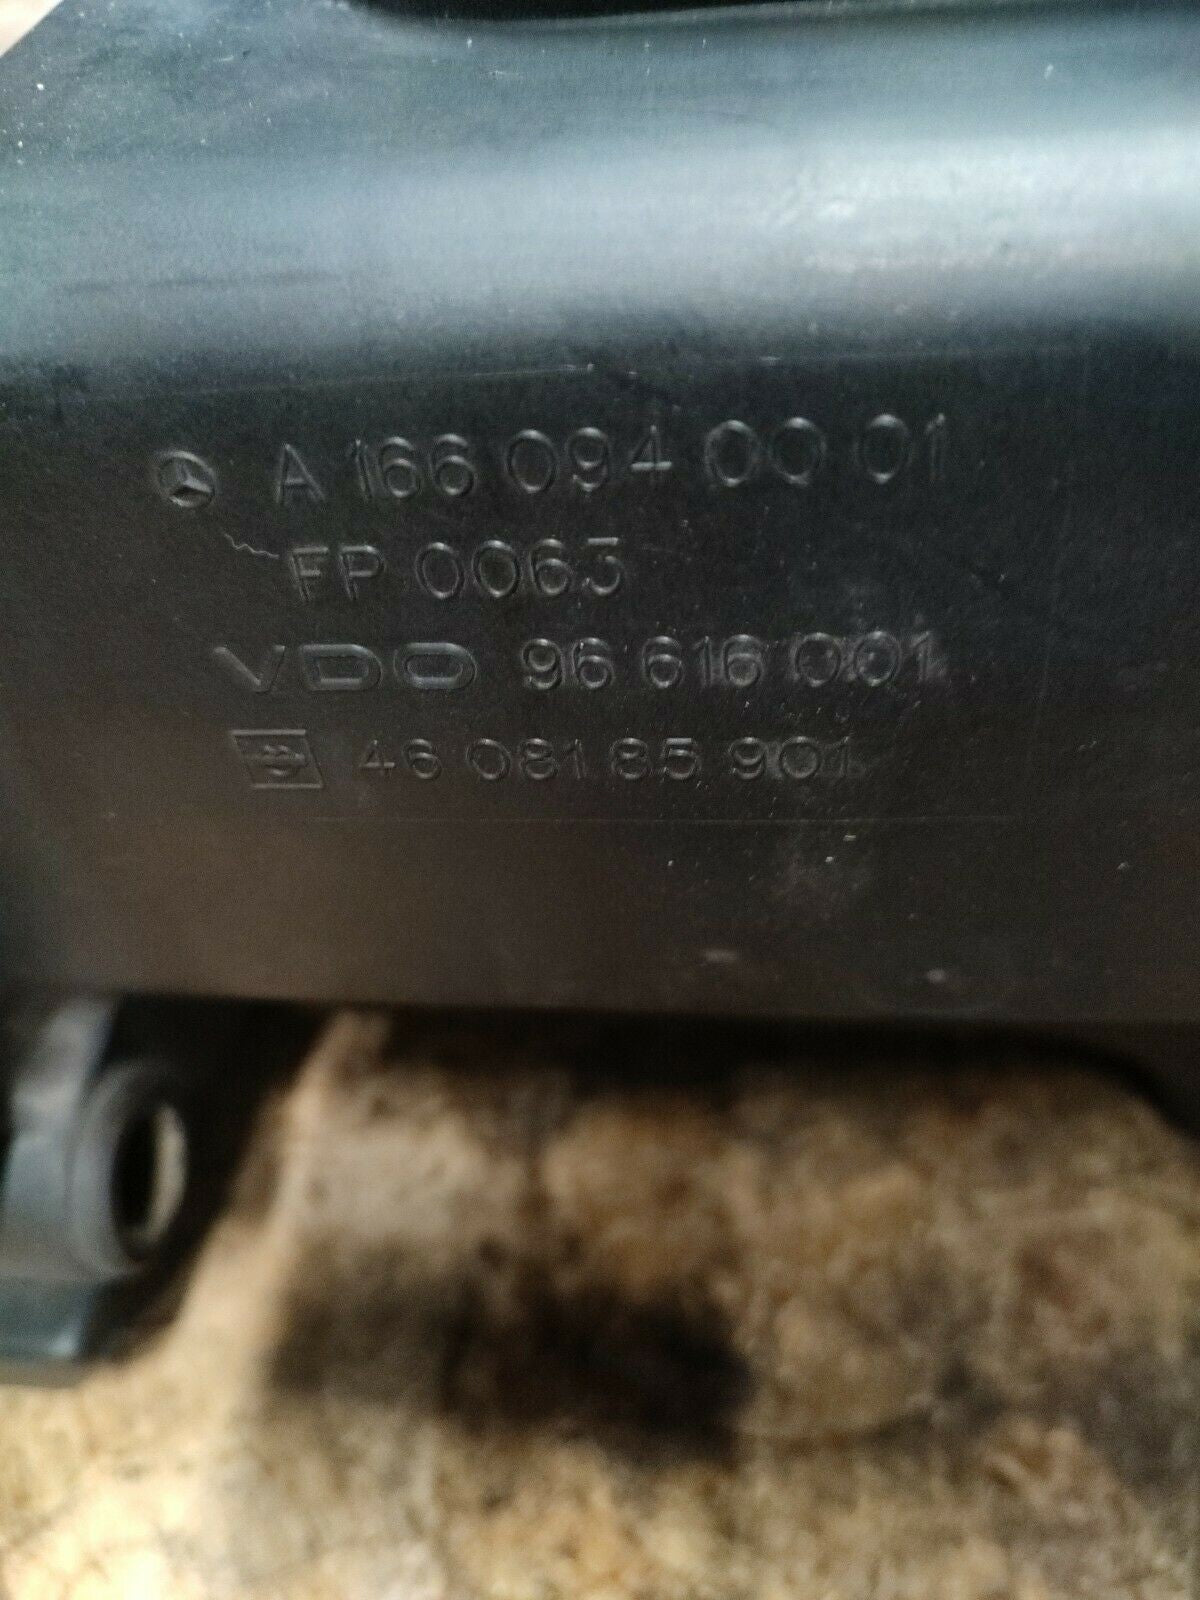 A 166 094 00 01
FP 0063
VDO 96 616 001
46 081 85 901